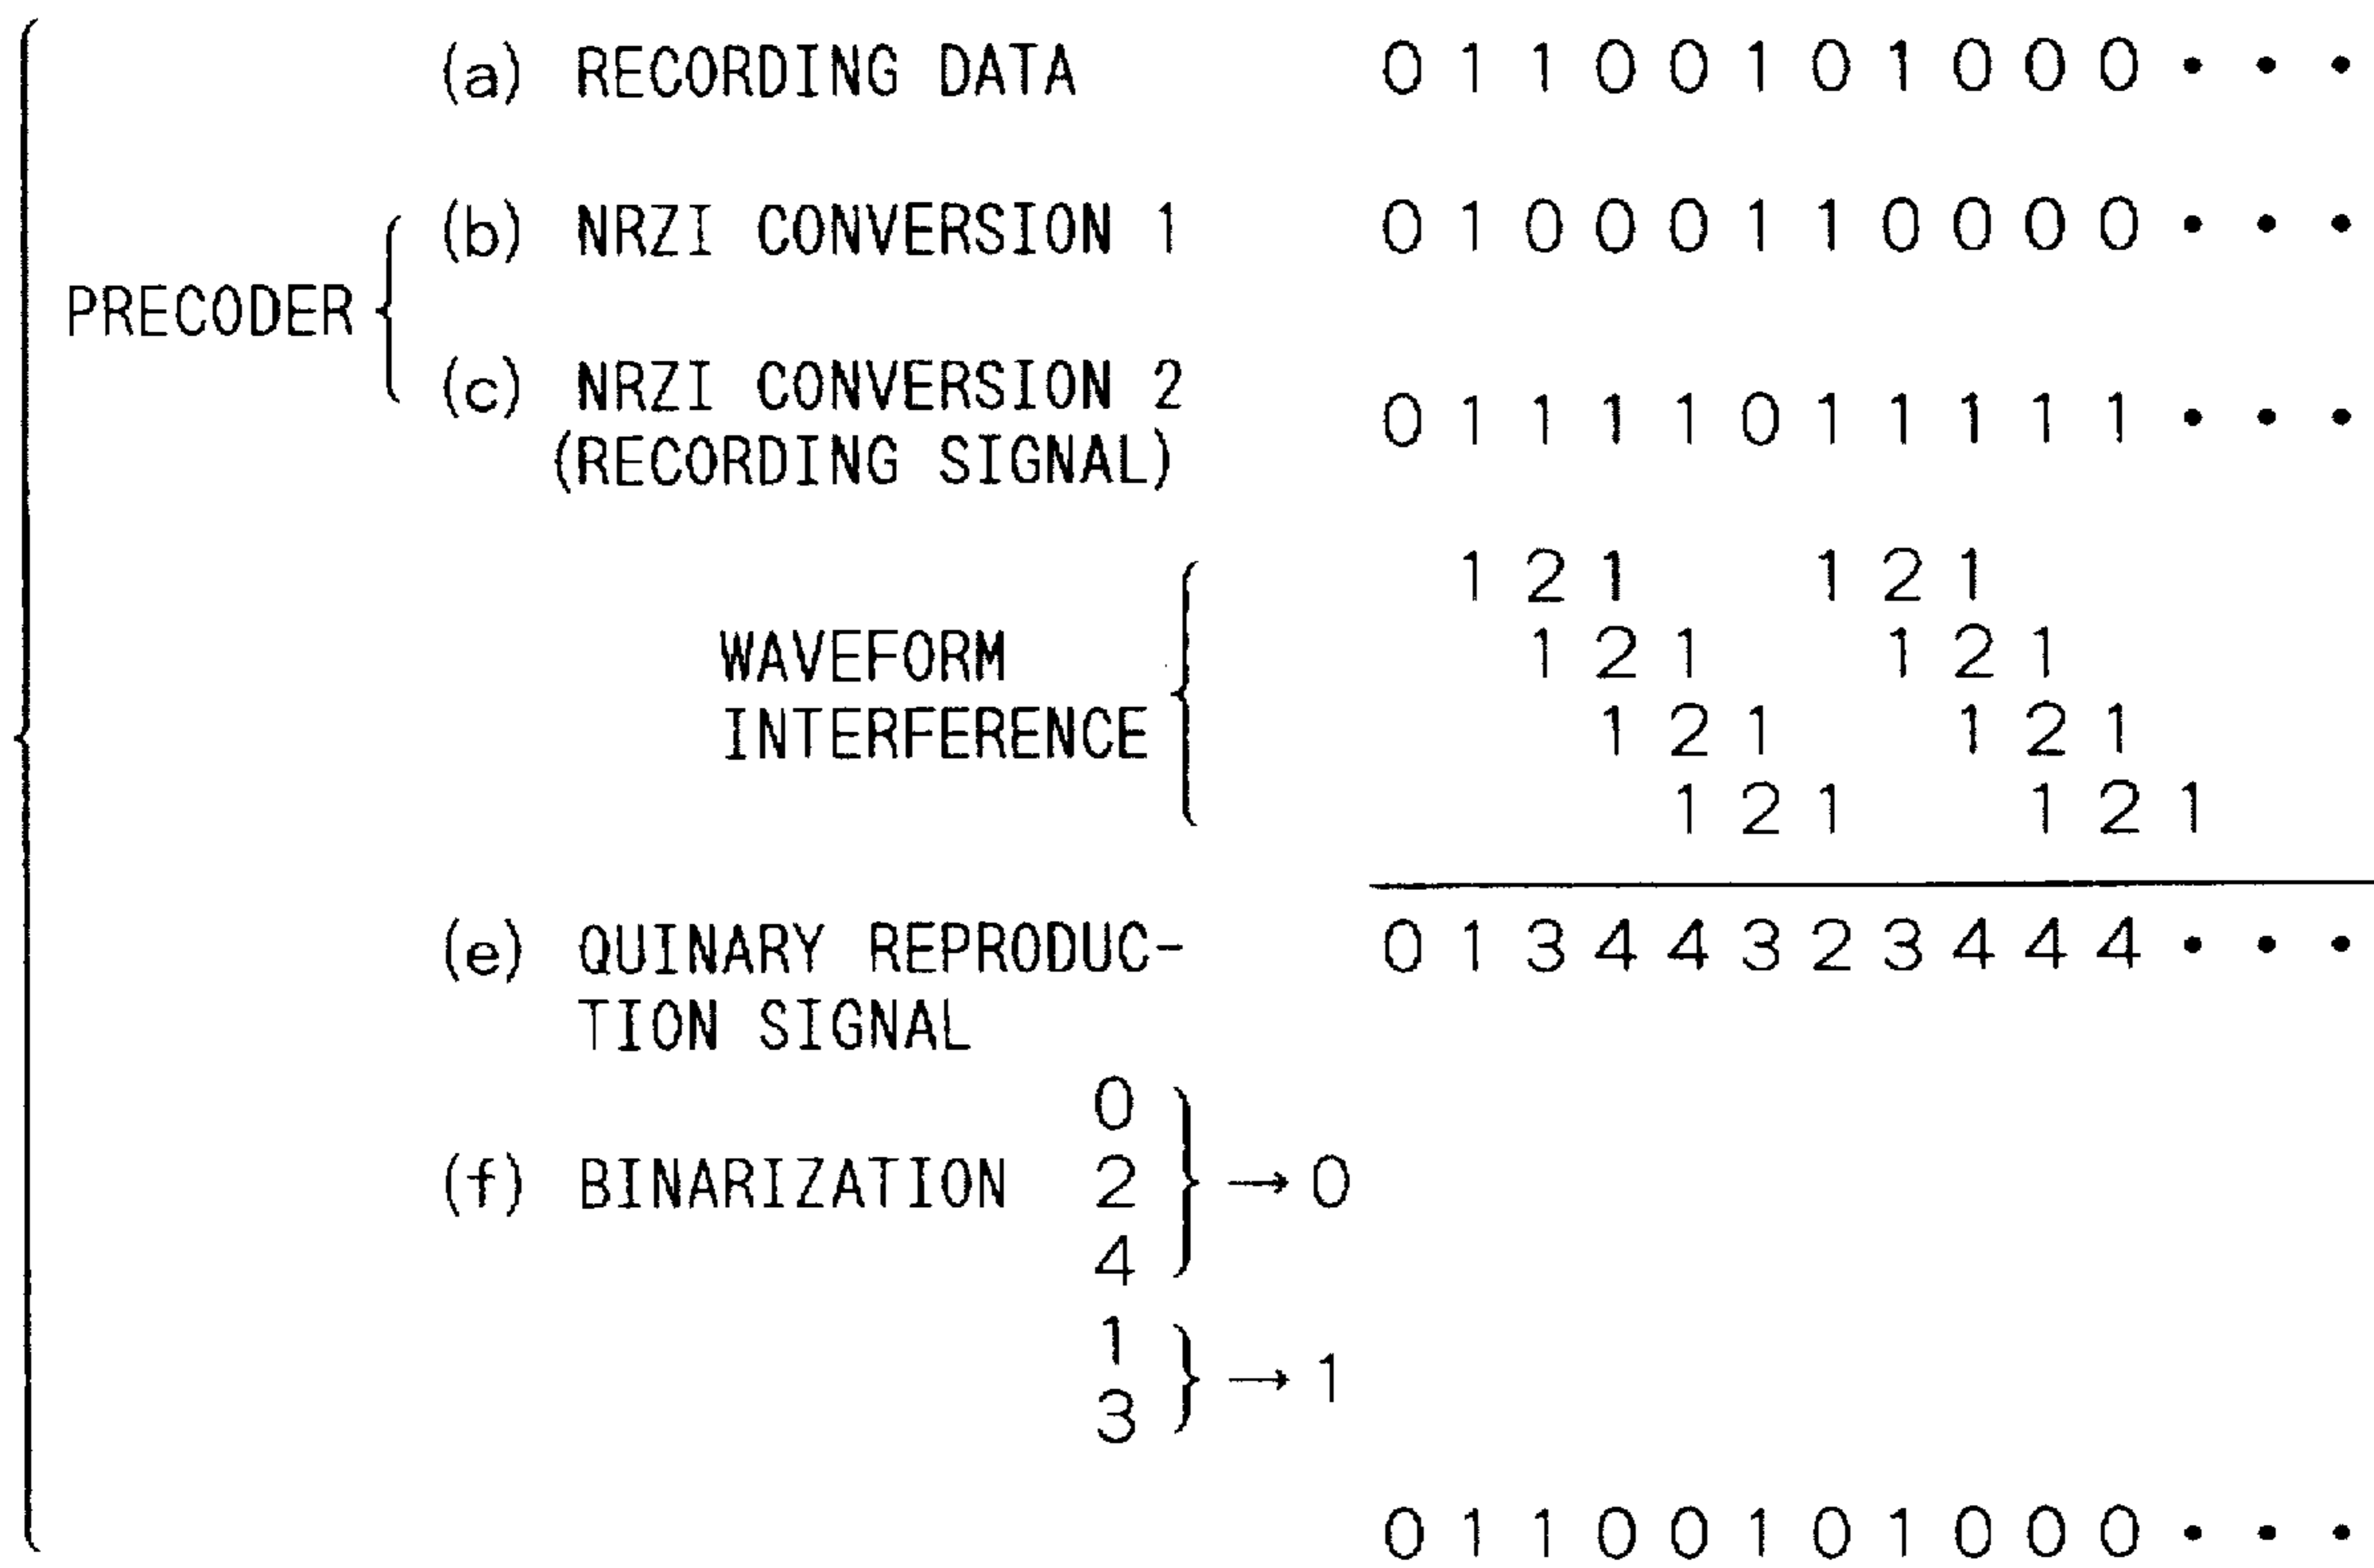 (a) RECORDING DATA 0 1 1 0 0 1 0 1 0 0 0 • • •
(b) NRZI CONVERSION 1 0 1 0 0 0 1 1 0 0 0 0 • • •
PRECODER
(c) NRZI CONVERSION 2 0 1 1 1 1 0 1 1 1 1 1 • • •
(RECORDING SIGNAL)
1 2 1 1 2 1
WAVEFORM 1 2 1 1 2 1
INTERFERENCE 1 2 1 1 2 1
1 2 1 1 2 1
(e) QUINARY REPRODUC- 0 1 3 4 4 3 2 3 4 4 4 • • •
TION SIGNAL
0
(f) BINARIZATION 2 → 0
4
1
→ 1
3
0 1 1 0 0 1 0 1 0 0 0 • • •